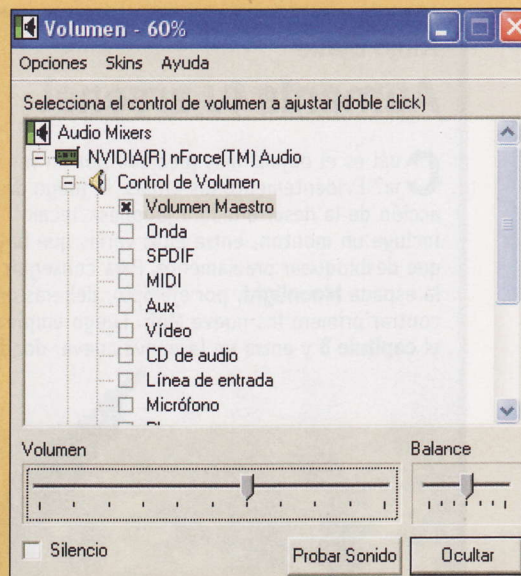 Volumen - 60%
Opciones Skins Ayuda
Selecciona el control de volumen a ajustar (doble click)
Audio Mixers
NVIDIA(R) nForce(TM) Audio
Control de Volumen
Volumen Maestro
Onda
SPDIF
MIDI
Aux
Vídeo
CD de audio
Línea de entrada
Micrófono
Volumen Balance
Silencio Probar Sonido Ocultar